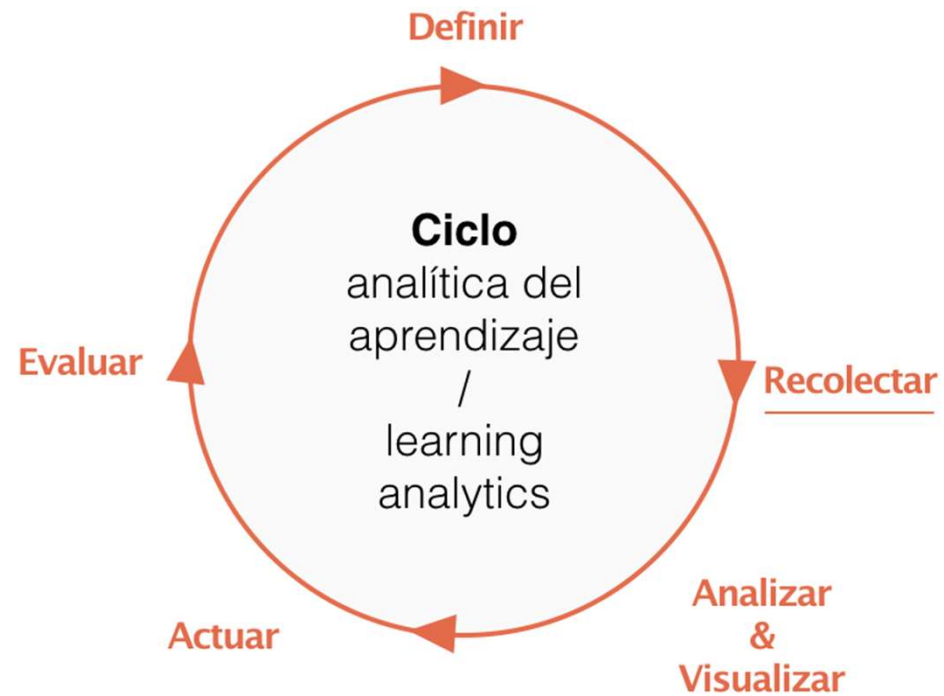 Definir
Ciclo
analítica del
aprendizaje
/
learning
analytics
Evaluar
Recolectar
Analizar
&
Visualizar
Actuar